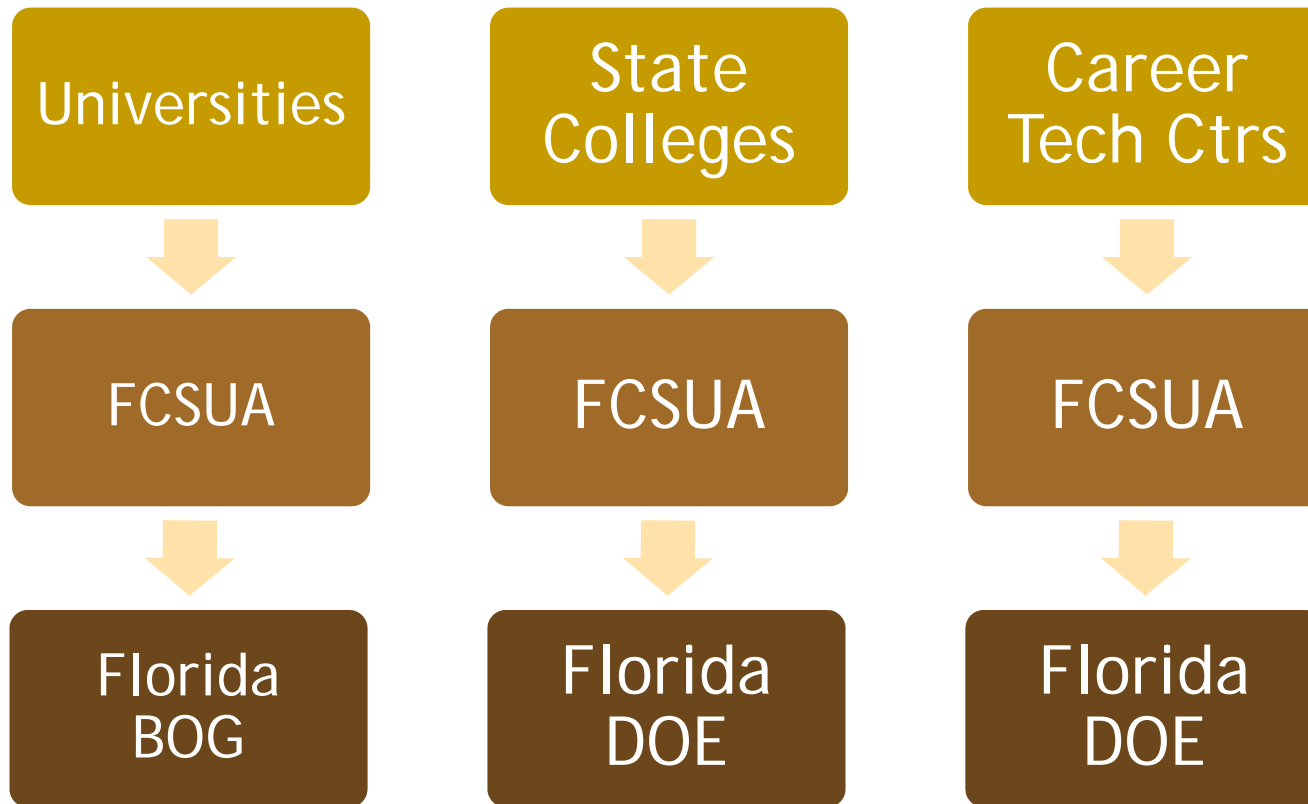 Universities
State
Colleges
Career
Tech Ctrs
FCSUA
FCSUA
FCSUA
Florida
BOG
Florida
DOE
Florida
DOE